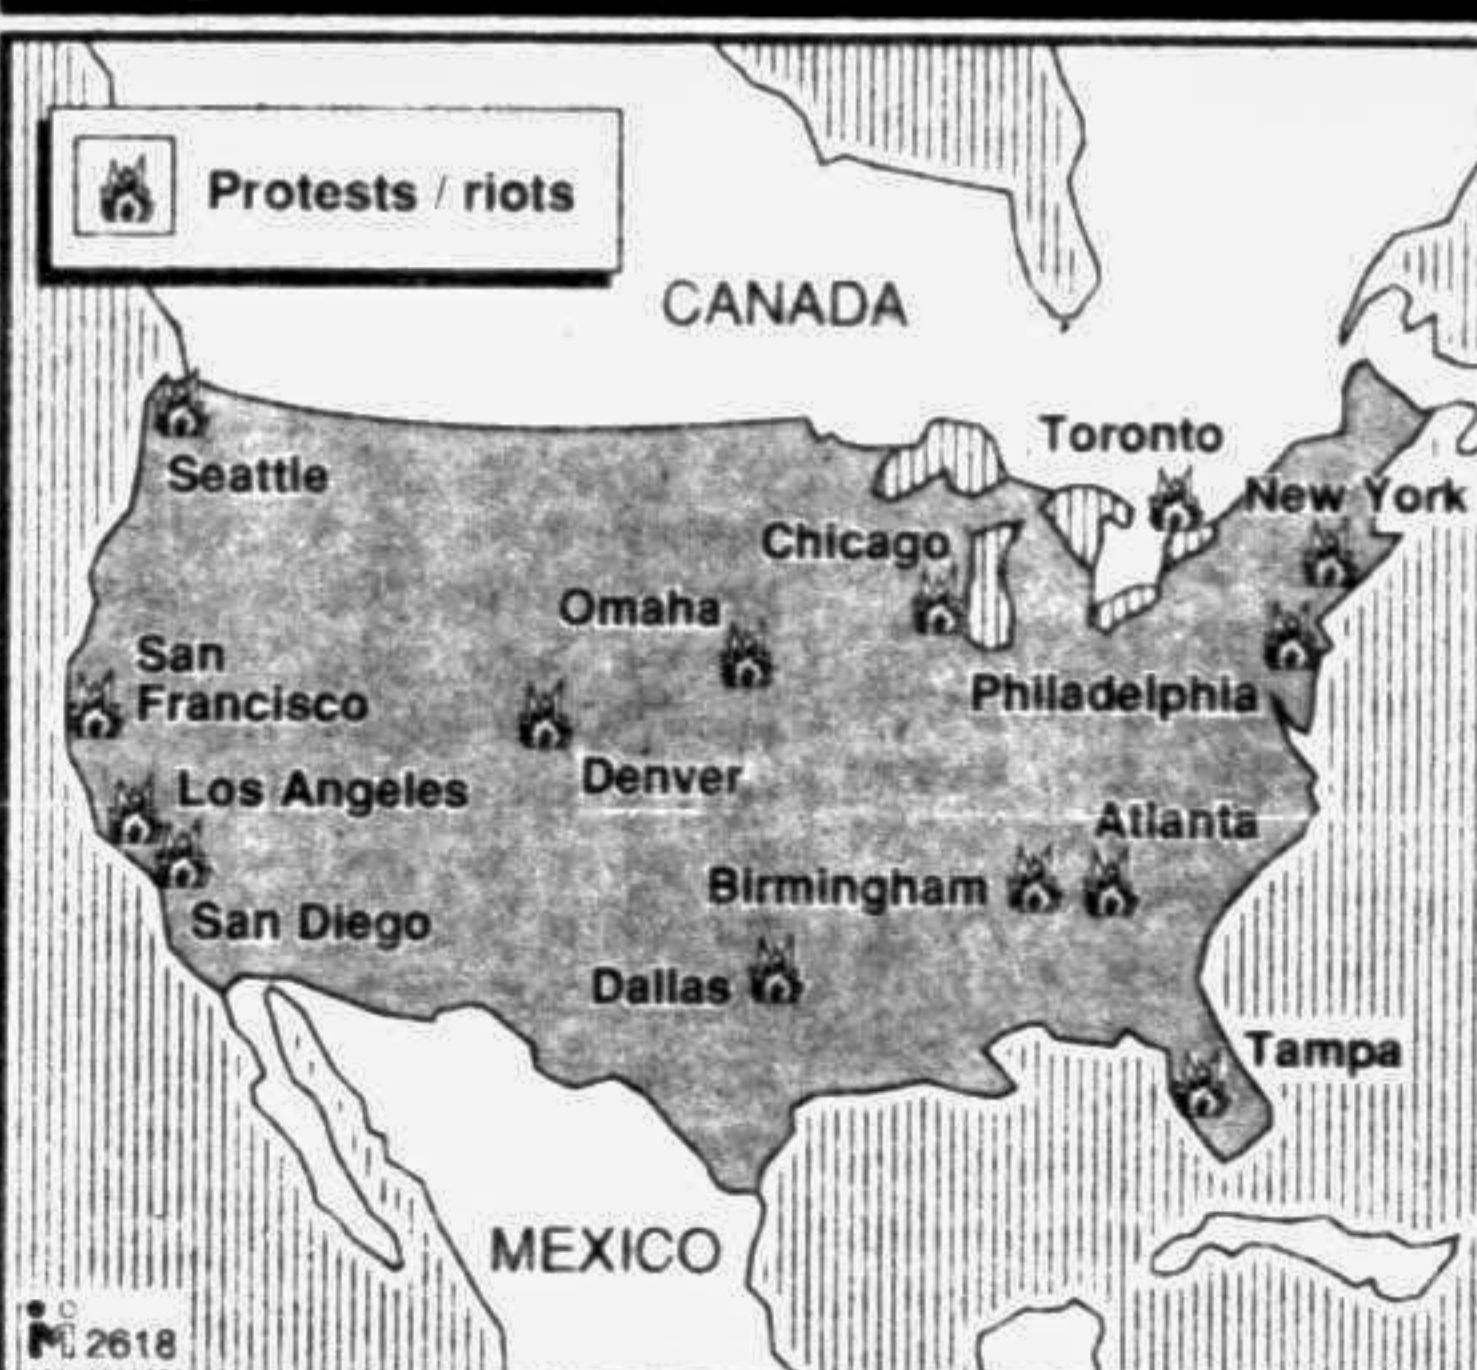 Protests / riots
CANADA
Toronto
Seattle
New York
Chicago
Omaha
San
Francisco
Philadelphia
Denver
Los Angeles
Atlanta
Birmingham
San Diego
Dallas
Tampa
MEXICO
2618